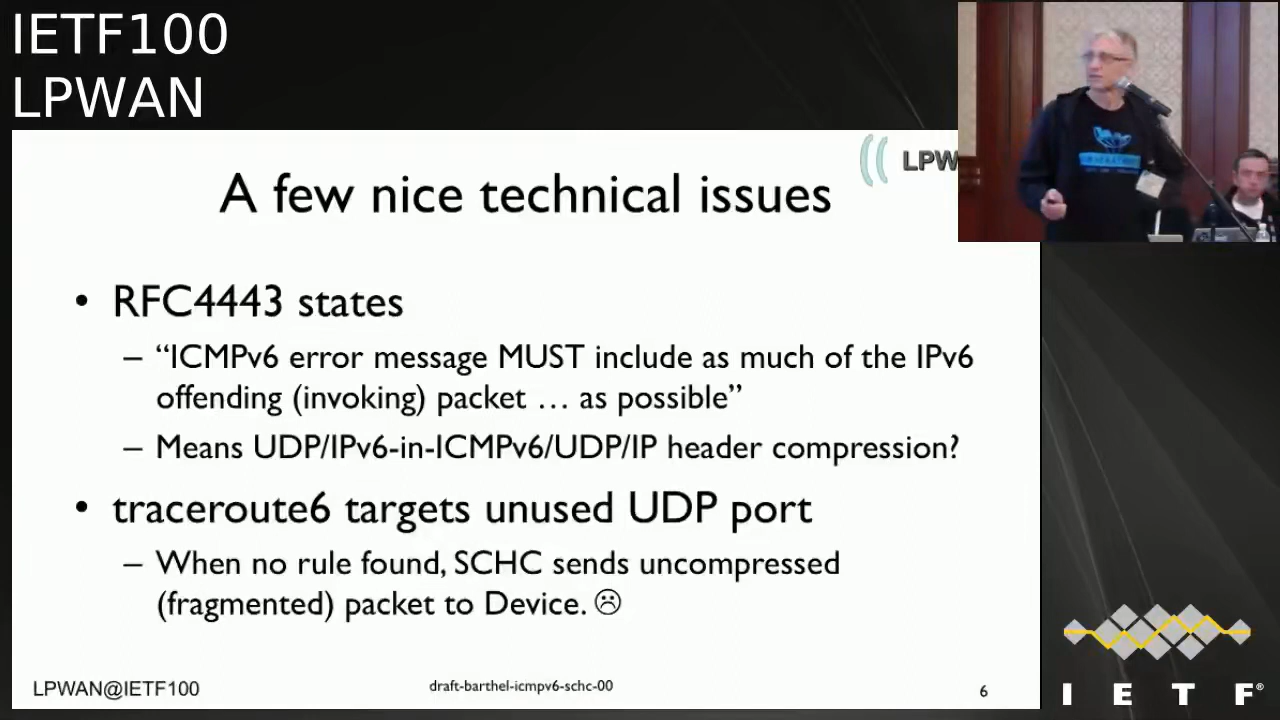 IETF100
LPWAN
LPW
A few nice technical issues
• RFC4443 states
– “ICMPv6 error message MUST include as much of the IPv6
offending (invoking) packet … as possible”
– Means UDP/IPv6-in-ICMPv6/UDP/IP header compression?
• traceroute6 targets unused UDP port
– When no rule found, SCHC sends uncompressed
(fragmented) packet to Device. ☹
LPWAN@IETF100
draft-barthel-icmpv6-schc-00
6
I E T F®